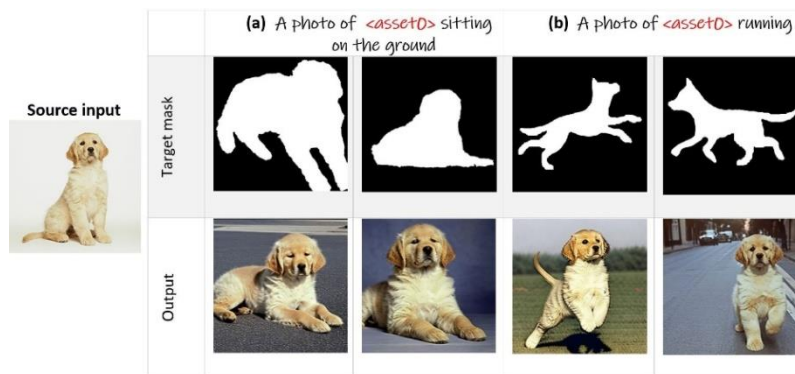 (a) A photo of <asset0> sitting
on the ground
(b) A photo of <asset0> running
Source input
Target mask
Output